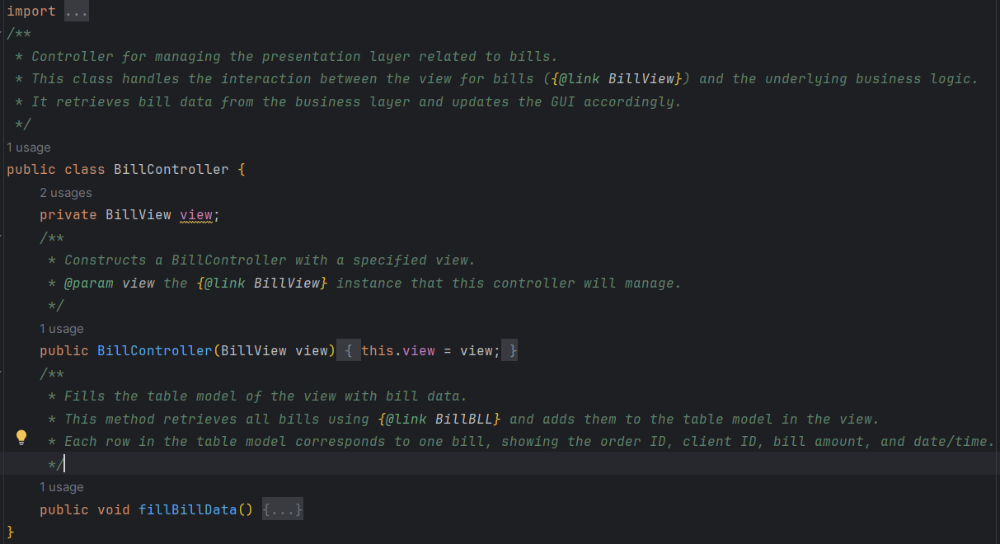 import ...
/**
 * Controller for managing the presentation layer related to bills.
 * This class handles the interaction between the view for bills ({@link BillView}) and the underlying business logic.
 * It retrieves bill data from the business layer and updates the GUI accordingly.
 */
1 usage
public class BillController {
2 usages
    private BillView view;
    /**
     * Constructs a BillController with a specified view.
     * @param view the {@link BillView} instance that this controller will manage.
     */
1 usage
    public BillController(BillView view) { this.view = view; }
    /**
     * Fills the table model of the view with bill data.
     * This method retrieves all bills using {@link BillBLL} and adds them to the table model in the view.
     * Each row in the table model corresponds to one bill, showing the order ID, client ID, bill amount, and date/time.
     */
1 usage
    public void fillBillData() {...}
}